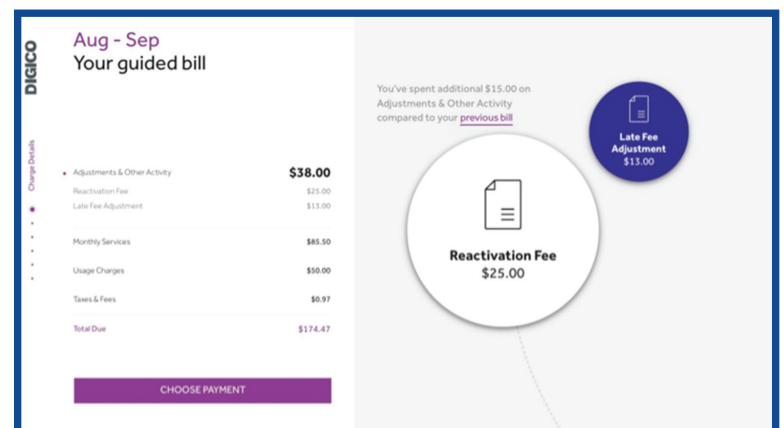 DIGICO
Charge Details
Aug - Sep
Your guided bill
Adjustments & Other Activity $38.00
Reactivation Fee $25.00
Late Fee Adjustment $13.00
Monthly Services $85.50
Usage Charges $50.00
Taxes & Fees $0.97
Total Due $174.47
CHOOSE PAYMENT
You've spent additional $15.00 on
Adjustments & Other Activity
compared to your previous bill
Late Fee
Adjustment
$13.00
Reactivation Fee
$25.00